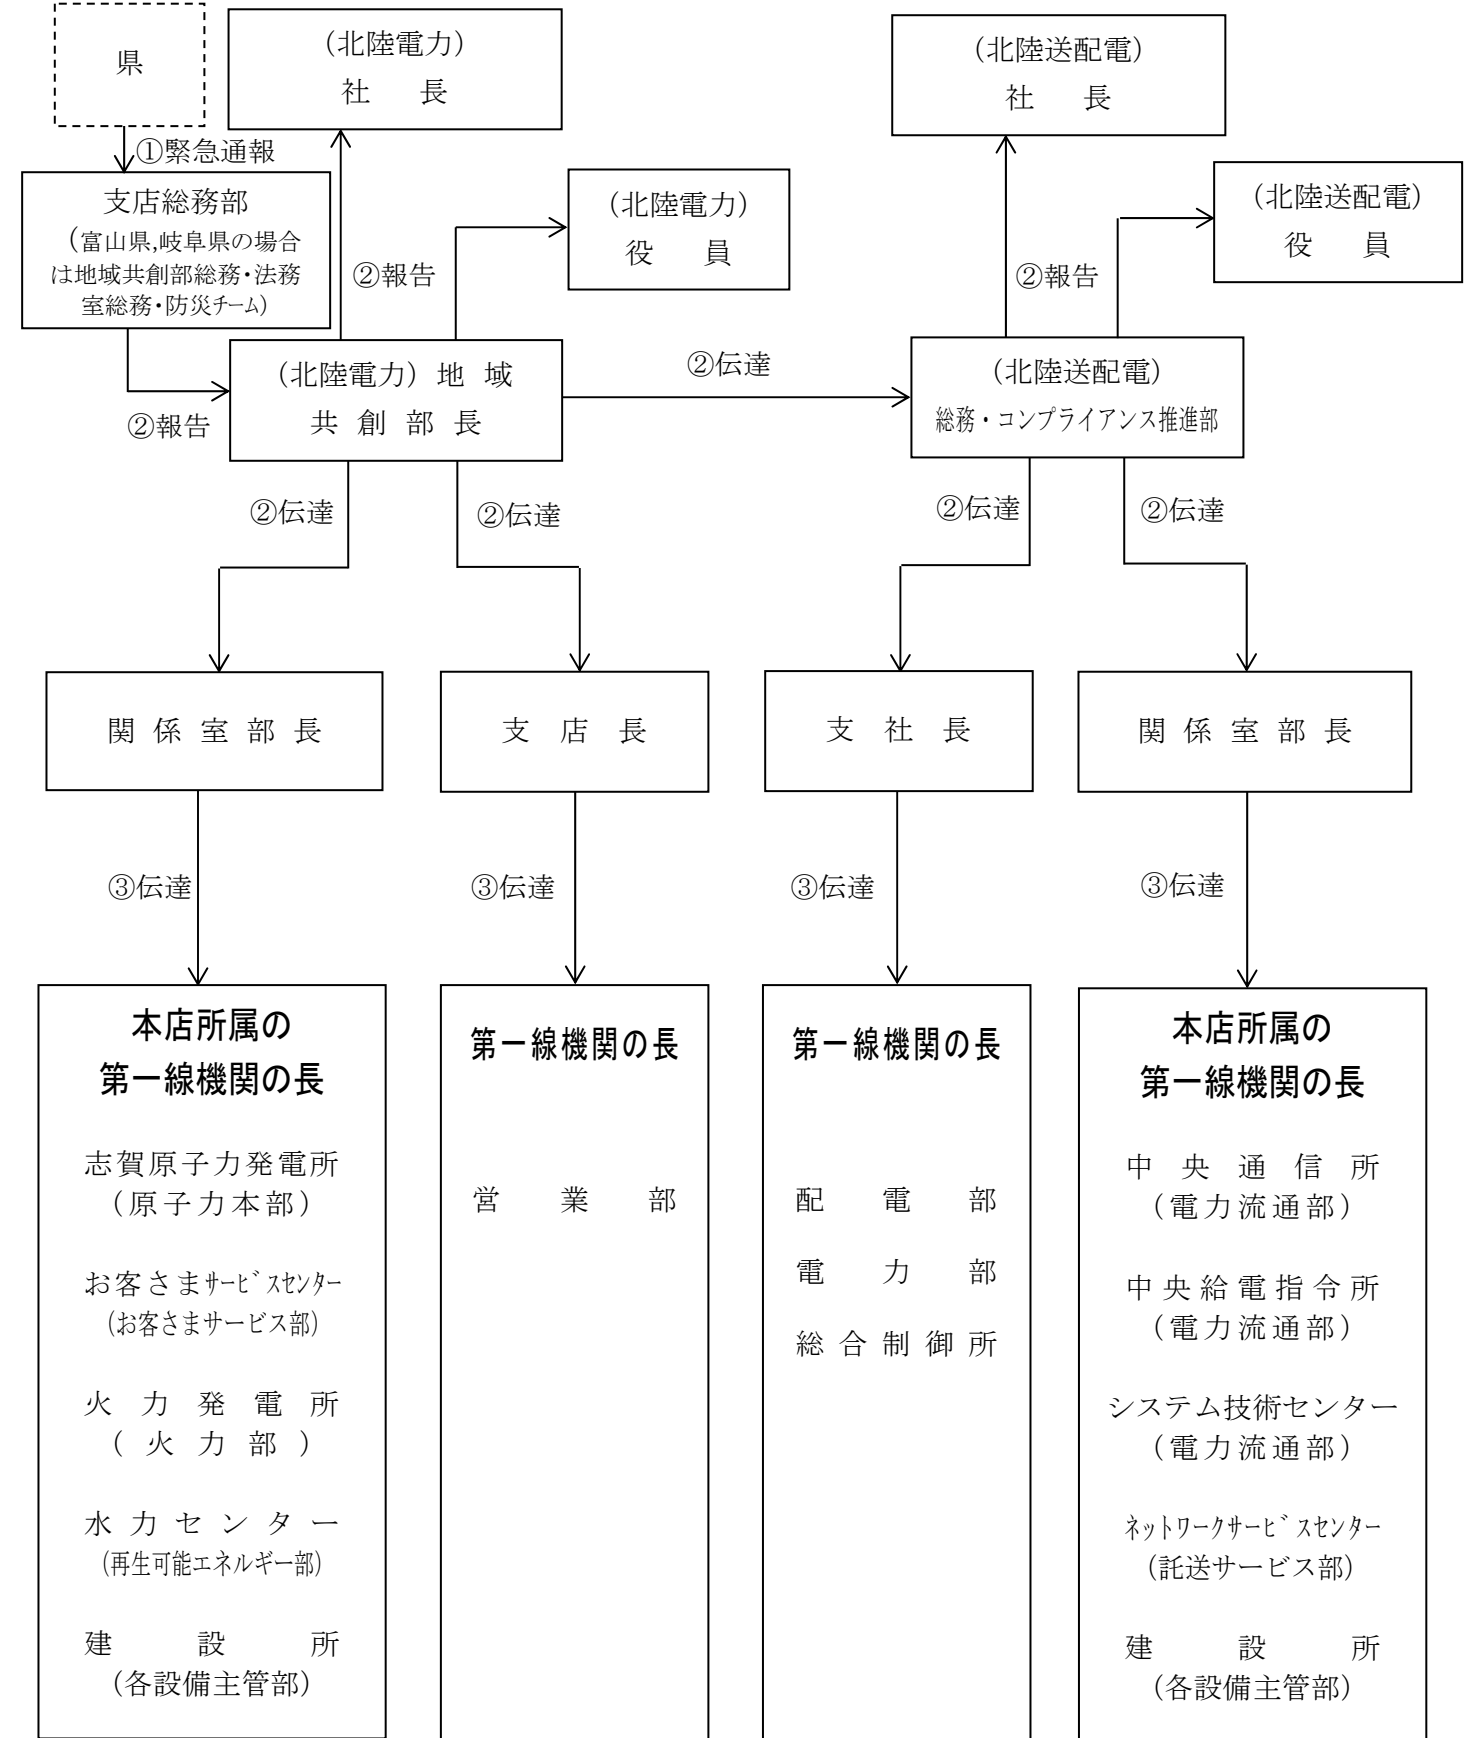 県
(北陸電力)
社 長
(北陸送配電)
社 長
①緊急通報
支店総務部
(富山県,岐阜県の場合
は地域共創部総務・法務
室総務・防災チーム)
(北陸電力)
役 員
(北陸送配電)
役 員
②報告
②報告
(北陸電力) 地 域
共 創 部 長
②伝達
(北陸送配電)
総務・コンプライアンス推進部
②報告
②伝達
②伝達
②伝達
②伝達
関 係 室 部 長
支 店 長
支 社 長
関 係 室 部 長
③伝達
③伝達
③伝達
③伝達
本店所属の
第一線機関の長
志賀原子力発電所
(原子力本部)
お客さまサービスセンター
(お客さまサービス部)
火 力 発 電 所
( 火 力 部 )
水 力 セ ン タ ー
(再生可能エネルギー部)
建 設 所
(各設備主管部)
第一線機関の長
営 業 部
第一線機関の長
配 電 部
電 力 部
総 合 制 御 所
本店所属の
第一線機関の長
中 央 通 信 所
(電力流通部)
中央給電指令所
(電力流通部)
システム技術センター
(電力流通部)
ネットワークサービスセンター
(託送サービス部)
建 設 所
(各設備主管部)